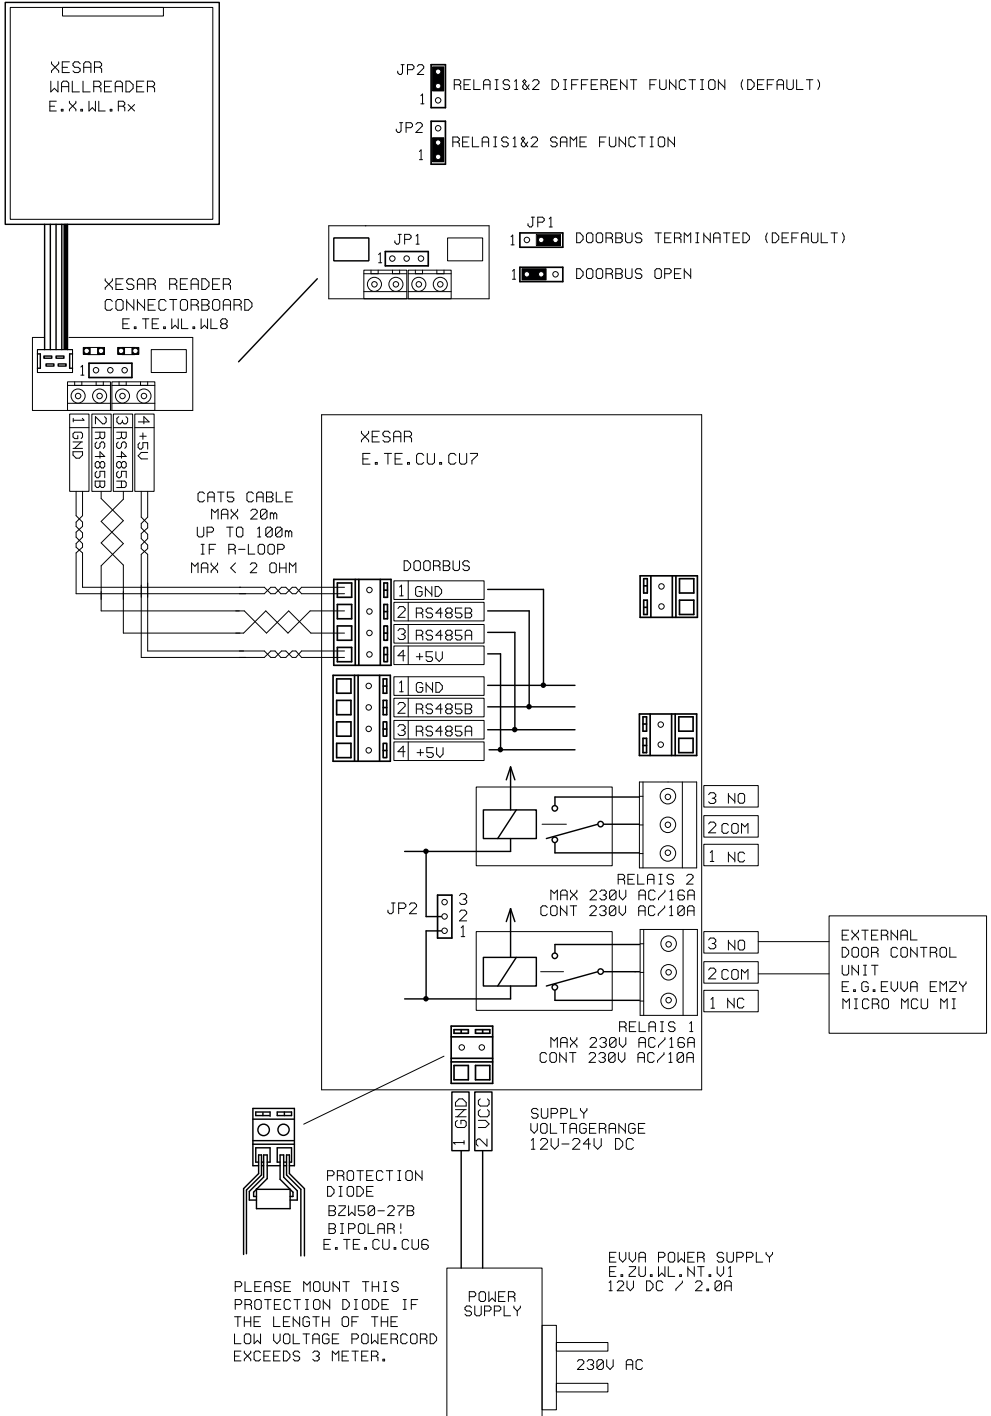 XESAR
WALLREADER
E.X.WL.Rx
JP2
1
RELAIS1&2 DIFFERENT FUNCTION (DEFAULT)
JP2
1
RELAIS1&2 SAME FUNCTION
JP1
1
JP1
1
DOORBUS TERMINATED (DEFAULT)
1
DOORBUS OPEN
XESAR READER
CONNECTORBOARD
E.TE.WL.WL8
1
1 GND
2 RS485B
3 RS485A
4 +5V
CAT5 CABLE
MAX 20m
UP TO 100m
IF R-LOOP
MAX < 2 OHM
XESAR
E.TE.CU.CU7
DOORBUS
1 GND
2 RS485B
3 RS485A
4 +5V
1 GND
2 RS485B
3 RS485A
4 +5V
3 NO
2 COM
1 NC
RELAIS 2
MAX 230V AC/16A
CONT 230V AC/10A
JP2
3
2
1
3 NO
2 COM
1 NC
RELAIS 1
MAX 230V AC/16A
CONT 230V AC/10A
EXTERNAL
DOOR CONTROL
UNIT
E.G.EVVA EMZY
MICRO MCU MI
1 GND
2 VCC
SUPPLY
VOLTAGERANGE
12V-24V DC
PROTECTION
DIODE
BZW50-27B
BIPOLAR!
E.TE.CU.CU6
PLEASE MOUNT THIS
PROTECTION DIODE IF
THE LENGTH OF THE
LOW VOLTAGE POWERCORD
EXCEEDS 3 METER.
POWER
SUPPLY
EVVA POWER SUPPLY
E.ZU.WL.NT.V1
12V DC / 2.0A
230V AC